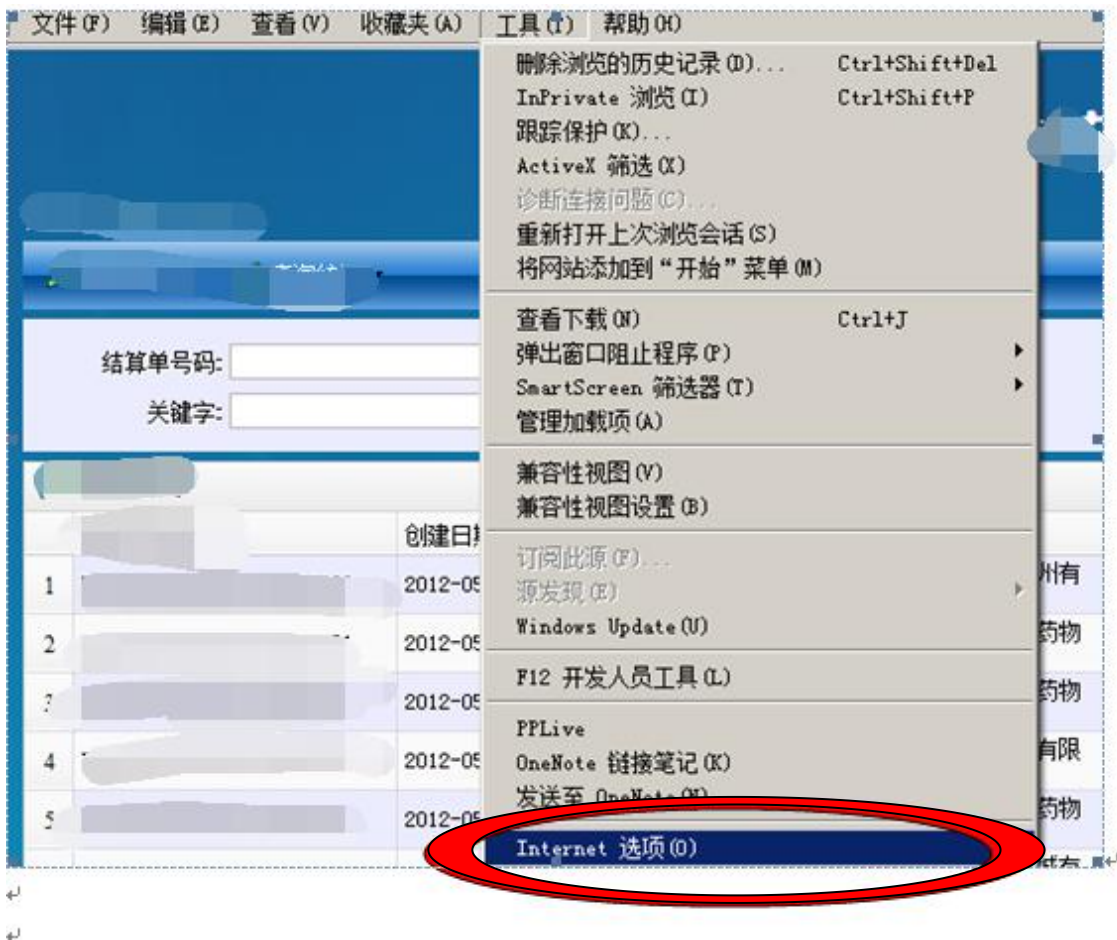 文件(F) 编辑(E) 查看(V) 收藏夹(A) 工具(T) 帮助(H)
删除浏览的历史记录(D)... Ctrl+Shift+Del
InPrivate 浏览(I) Ctrl+Shift+P
跟踪保护(K)...
ActiveX 筛选(X)
诊断连接问题(C)...
重新打开上次浏览会话(S)
将网站添加到“开始”菜单(M)
查看下载(N) Ctrl+J
弹出窗口阻止程序(P)
SmartScreen 筛选器(T)
管理加载项(A)
兼容性视图(V)
兼容性视图设置(B)
订阅此源(F)...
源发现(E)
Windows Update(U)
F12 开发人员工具(L)
PPLive
OneNote 链接笔记(K)
发送至 OneNote(N)
Internet 选项(O)
结算单号码:
关键字:
创建日期
1 2012-05 州有
2 2012-05 药物
3 2012-05 药物
4 2012-05 有限
5 2012-05 药物